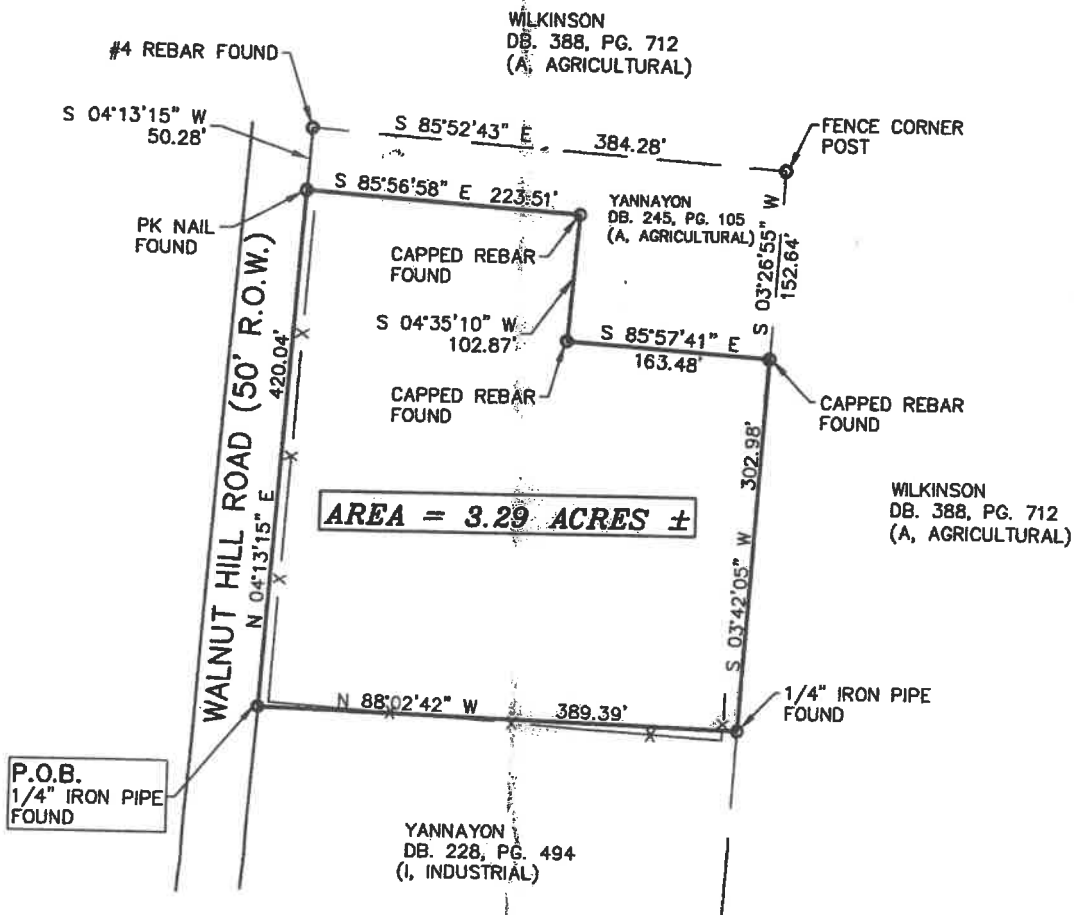 WILKINSON
DB. 388, PG. 712
(A, AGRICULTURAL)
#4 REBAR FOUND
S 04°13'15" W
50.28'
S 85°52'43" E
384.28'
FENCE CORNER
POST
S 85°56'58" E 223.51'
YANNAYON
DB. 245, PG. 105
(A, AGRICULTURAL)
S 03°26'55" W
152.64'
PK NAIL
FOUND
CAPPED REBAR
FOUND
S 04°35'10" W
102.87'
S 85°57'41" E
163.48'
CAPPED REBAR
FOUND
CAPPED REBAR
FOUND
WALNUT HILL ROAD (50' R.O.W.)
N 04°13'15" E 420.04'
AREA = 3.29 ACRES ±
S 03°42'05" W 302.98'
WILKINSON
DB. 388, PG. 712
(A, AGRICULTURAL)
N 88°02'42" W 389.39'
1/4" IRON PIPE
FOUND
P.O.B.
1/4" IRON PIPE
FOUND
YANNAYON
DB. 228, PG. 494
(I, INDUSTRIAL)